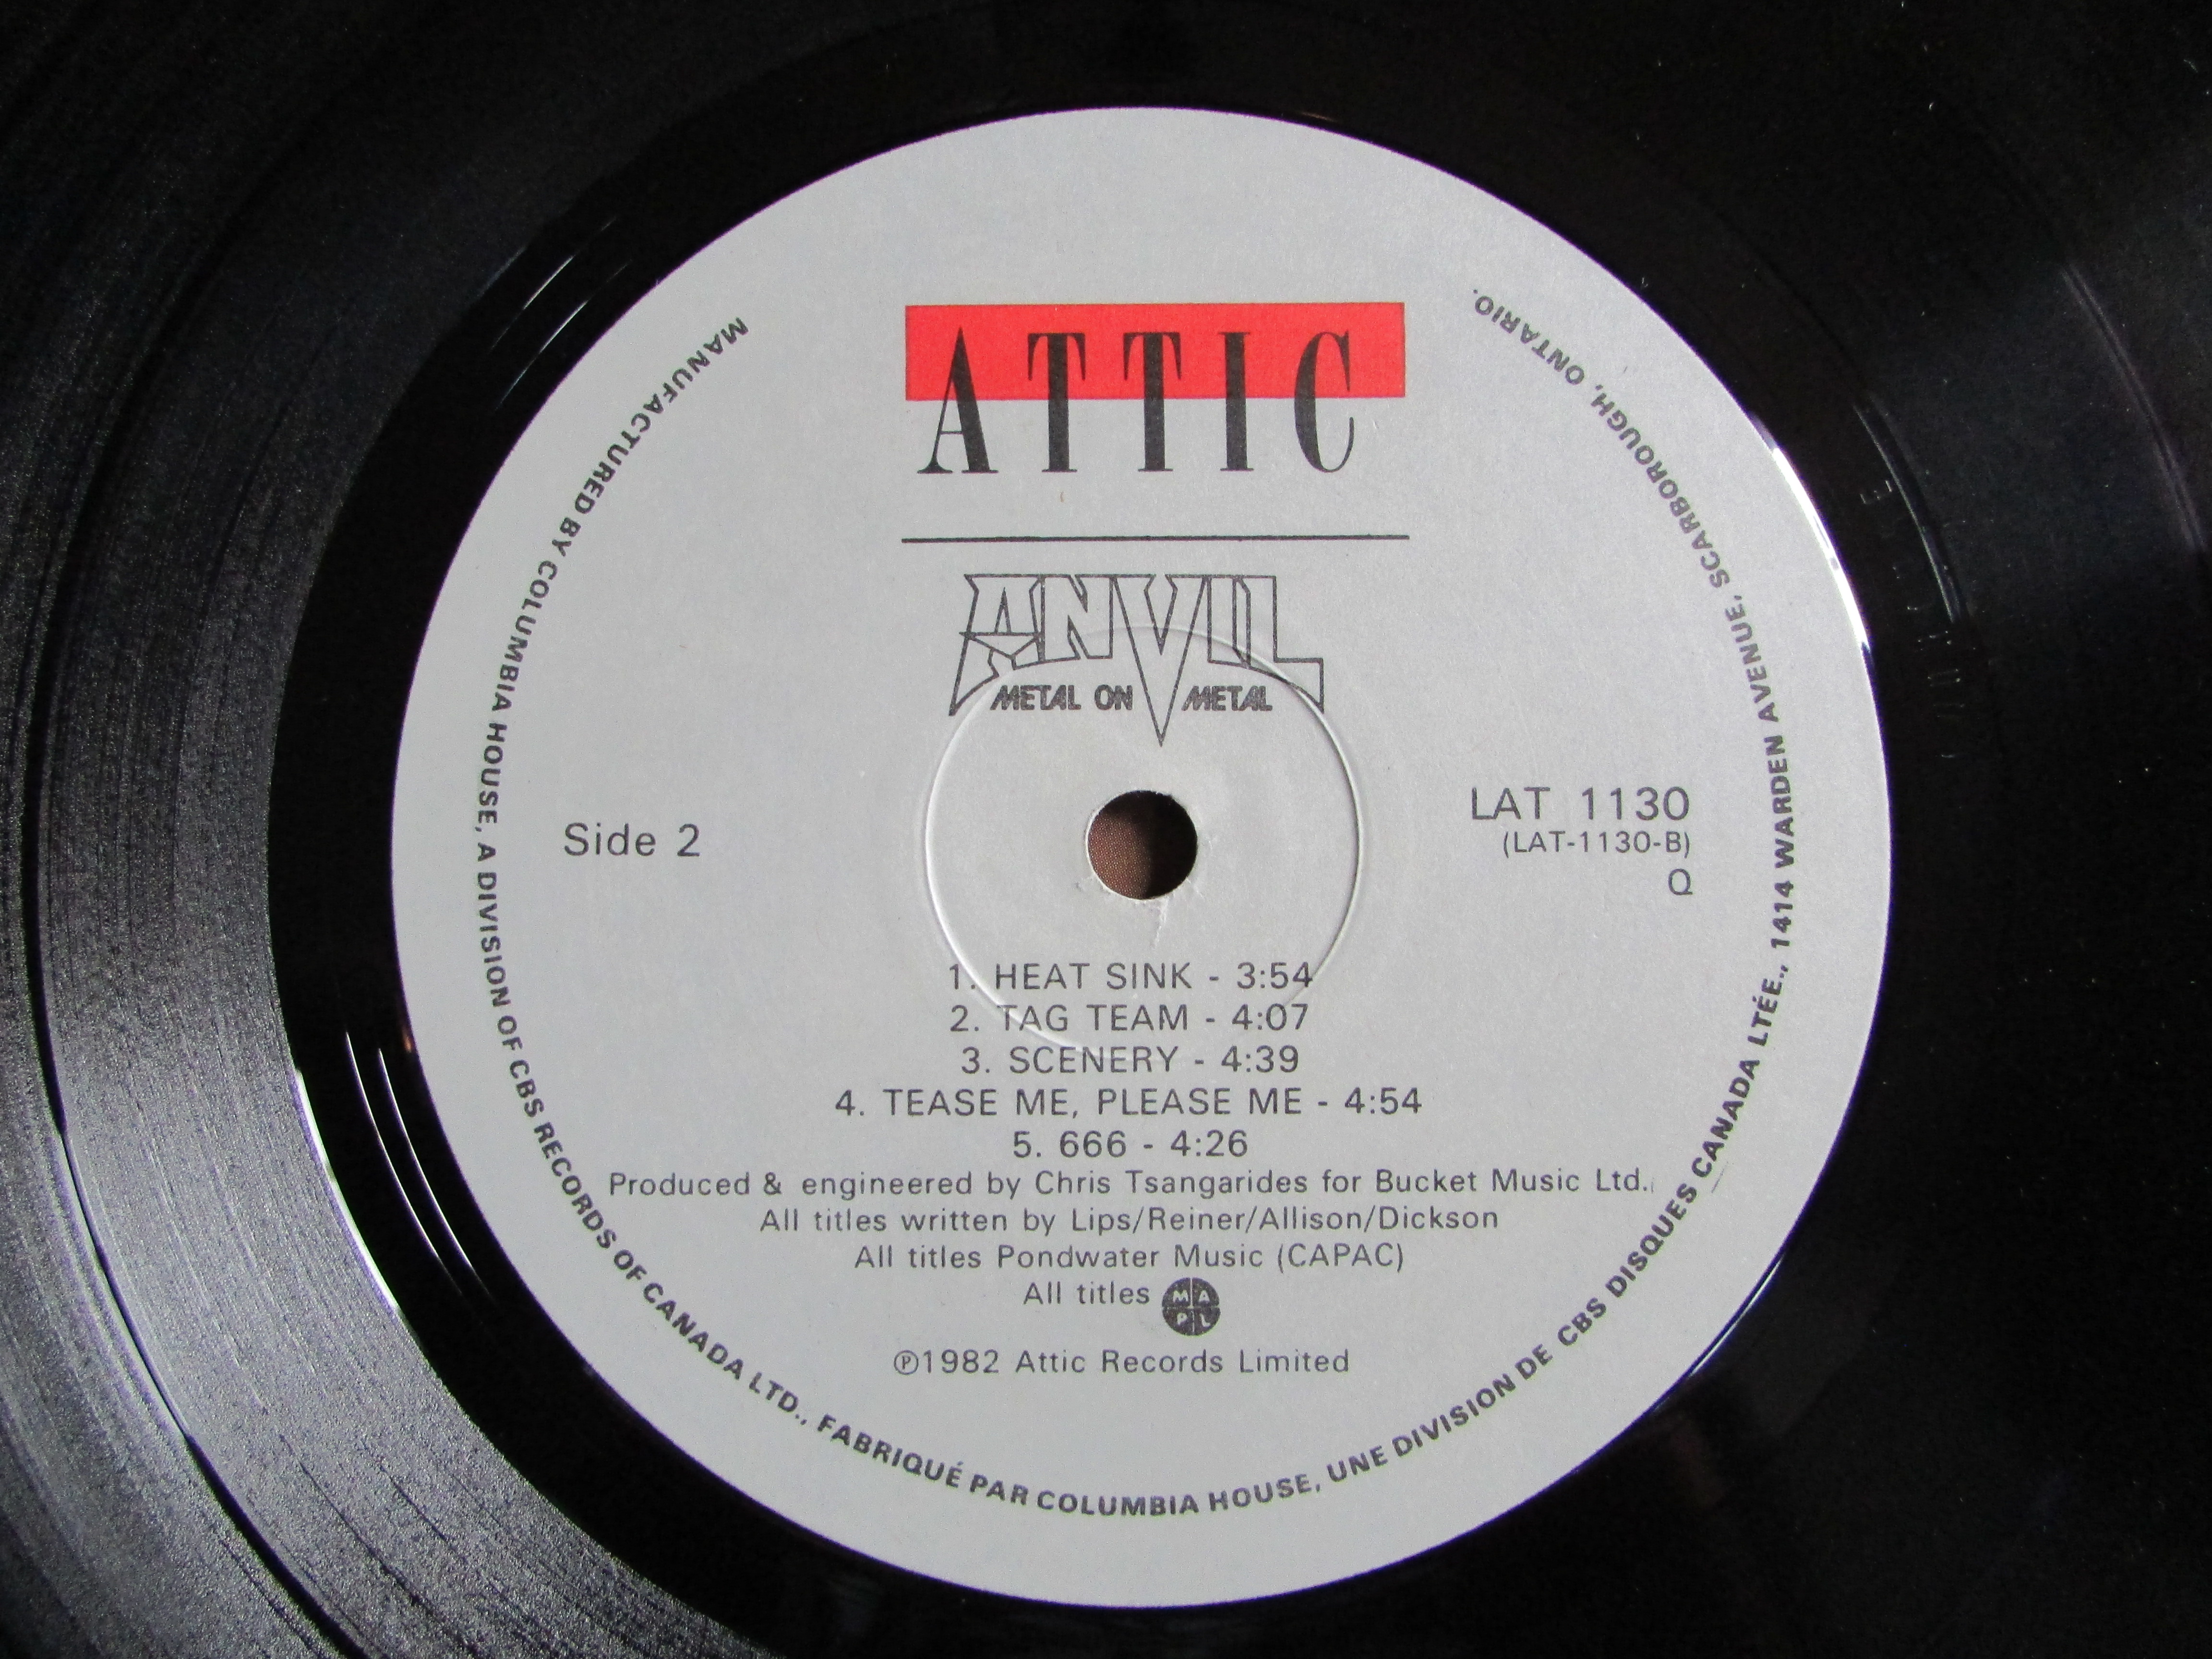 ATTIC
ANVIL
METAL ON METAL
Side 2
LAT 1130
(LAT-1130-B)
Q
1. HEAT SINK - 3:54
2. TAG TEAM - 4:07
3. SCENERY - 4:39
4. TEASE ME, PLEASE ME - 4:54
5. 666 - 4:26
Produced & engineered by Chris Tsangarides for Bucket Music Ltd.
All titles written by Lips/Reiner/Allison/Dickson
All titles Pondwater Music (CAPAC)
All titles MAPL
℗1982 Attic Records Limited
MANUFACTURED BY COLUMBIA HOUSE, A DIVISION OF CBS RECORDS OF CANADA LTD., FABRIQUÉ PAR COLUMBIA HOUSE, UNE DIVISION DE CBS DISQUES CANADA LTÉE., 1414 WARDEN AVENUE, SCARBOROUGH, ONTARIO.